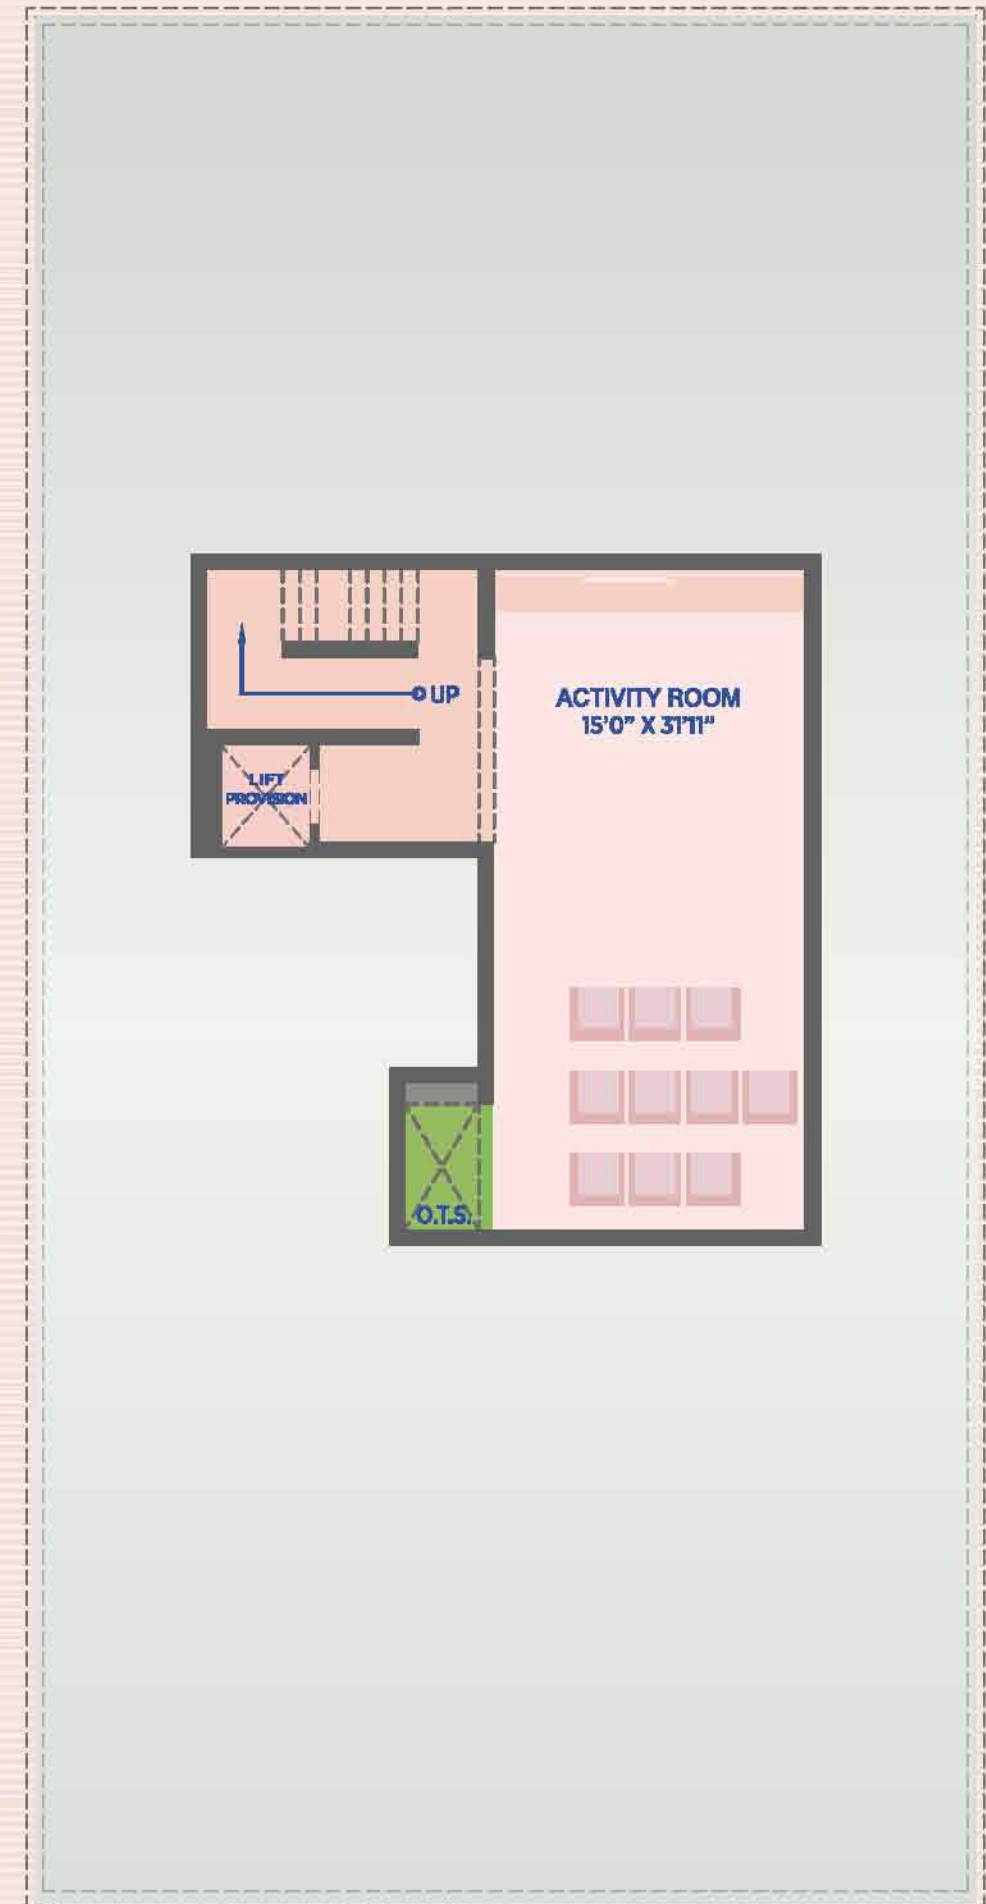 UP
ACTIVITY ROOM
15'0" X 31'11"
LIFT
PROVISION
O.T.S.